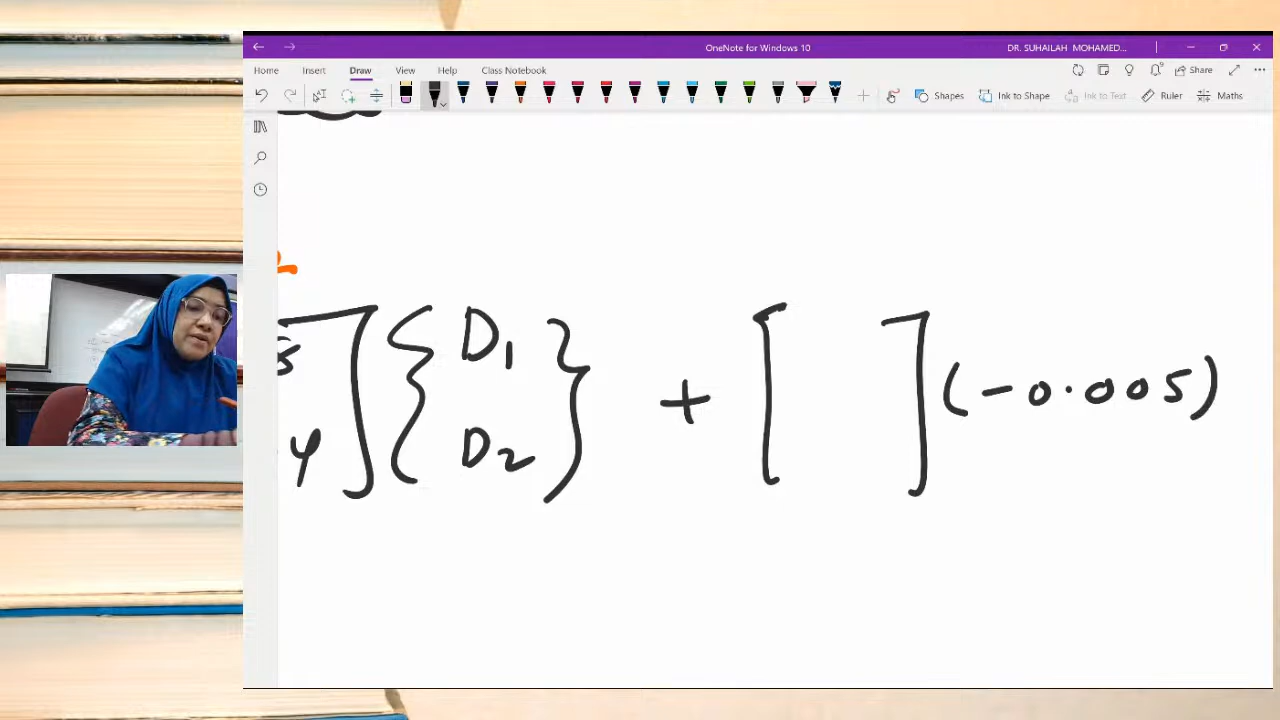 OneNote for Windows 10
DR. SUHAILAH MOHAMED...
Home Insert Draw View Help Class Notebook
Share
Shapes Ink to Shape Ink to Text Ruler Maths
D1
+ [ ] (-0.005)
4
D2